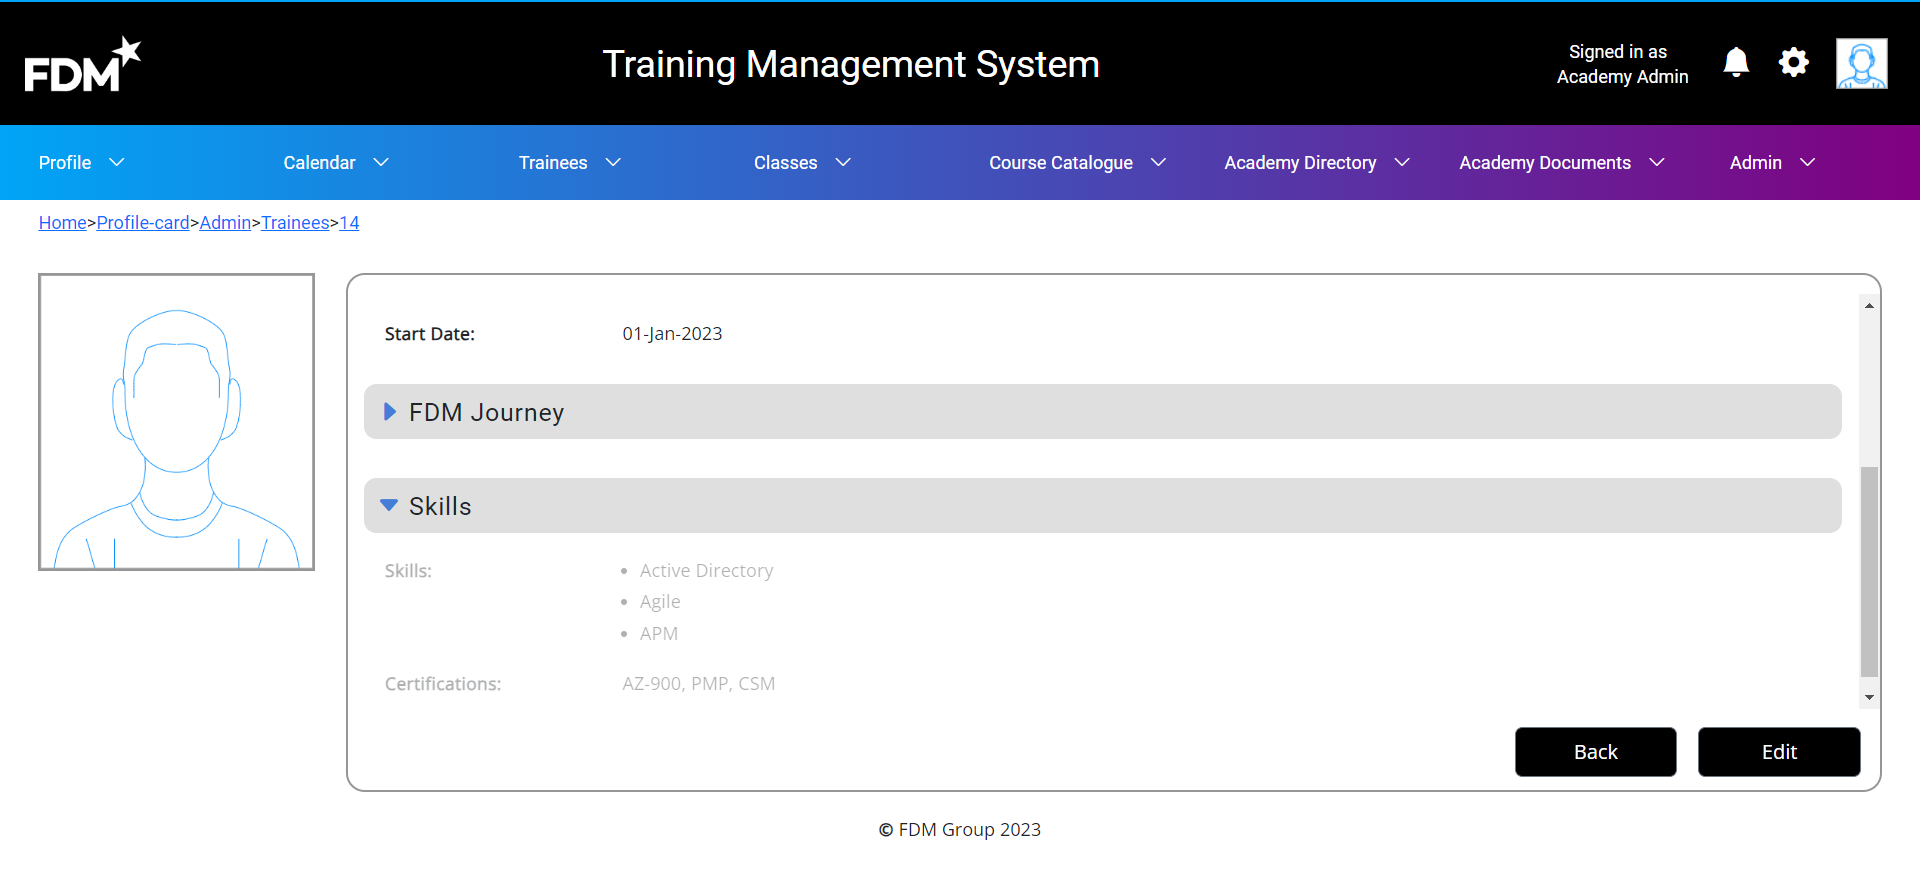 FDM
Training Management System
Signed in as
Academy Admin
Profile
Calendar
Trainees
Classes
Course Catalogue
Academy Directory
Academy Documents
Admin
Home>Profile-card>Admin>Trainees>14
Start Date: 01-Jan-2023
FDM Journey
Skills
Skills:
• Active Directory
• Agile
• APM
Certifications: AZ-900, PMP, CSM
Back
Edit
© FDM Group 2023